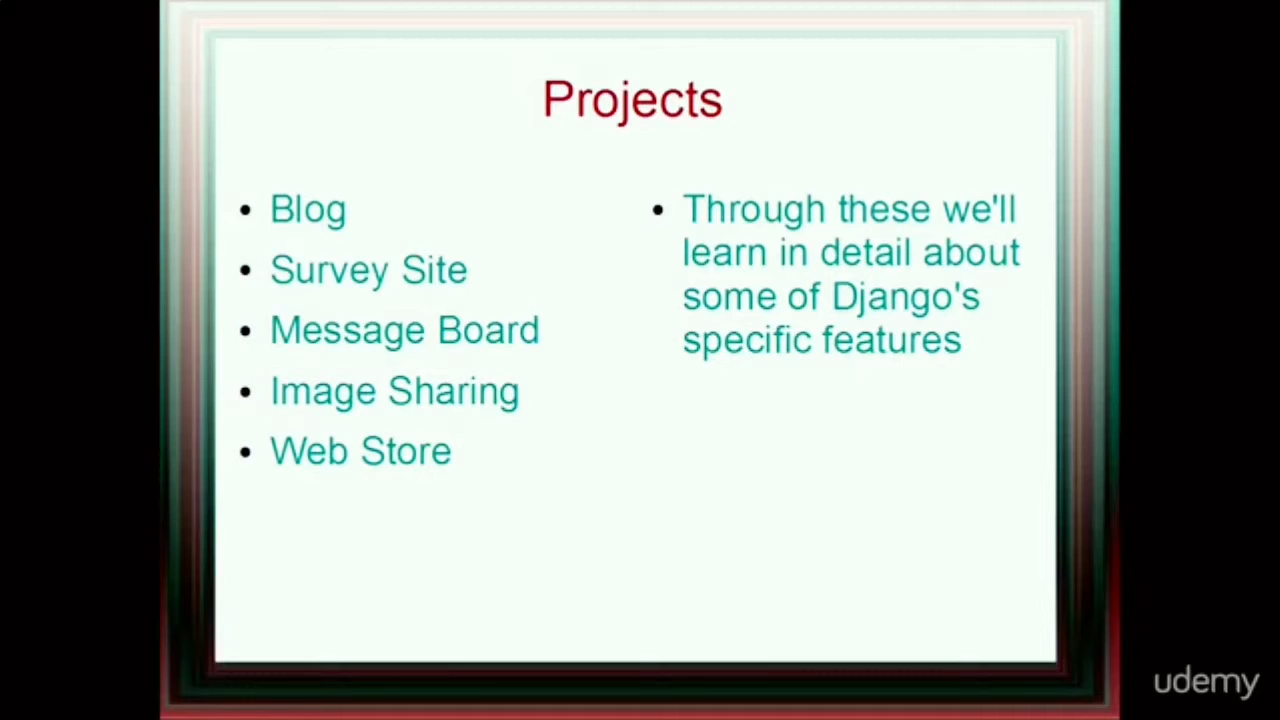 Projects
• Blog
• Survey Site
• Message Board
• Image Sharing
• Web Store
• Through these we'll
learn in detail about
some of Django's
specific features
udemy